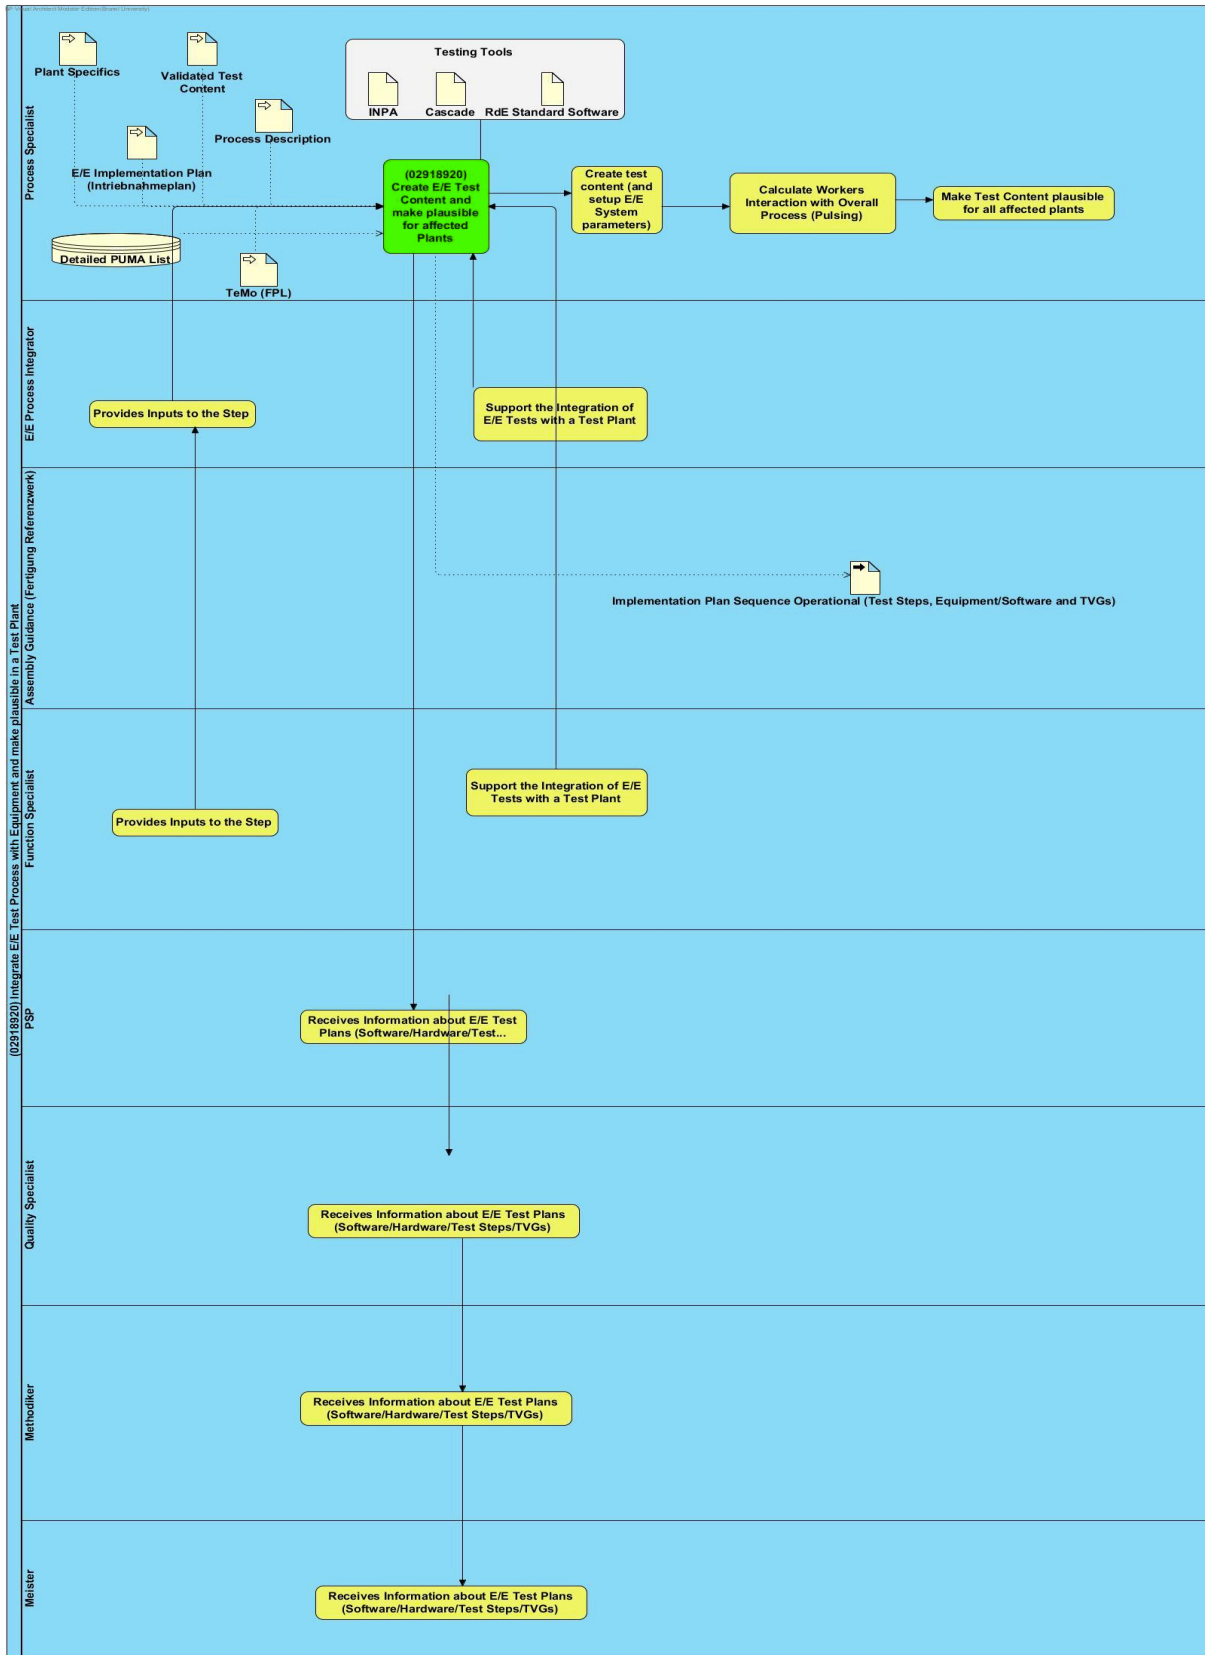 VP Visual Architect Modeler Edition(Brunel University)
(02918920) Integrate E/E Test Process with Equipment and make plausible in a Test Plant
Process Specialist
Plant Specifics
Validated Test
Content
Process Description
E/E Implementation Plan
(Intriebnahmeplan)
Detailed PUMA List
TeMo (FPL)
Testing Tools
INPA
Cascade
RdE Standard Software
(02918920)
Create E/E Test
Content and
make plausible
for affected
Plants
Create test
content (and
setup E/E
System
parameters)
Calculate Workers
Interaction with Overall
Process (Pulsing)
Make Test Content plausible
for all affected plants
E/E Process Integrator
Provides Inputs to the Step
Support the Integration of
E/E Tests with a Test Plant
Assembly Guidance (Fertigung Referenzwerk)
Implementation Plan Sequence Operational (Test Steps, Equipment/Software and TVGs)
Function Specialist
Provides Inputs to the Step
Support the Integration of E/E
Tests with a Test Plant
PSP
Receives Information about E/E Test
Plans (Software/Hardware/Test...
Quality Specialist
Receives Information about E/E Test Plans
(Software/Hardware/Test Steps/TVGs)
Methodiker
Receives Information about E/E Test Plans
(Software/Hardware/Test Steps/TVGs)
Meister
Receives Information about E/E Test Plans
(Software/Hardware/Test Steps/TVGs)